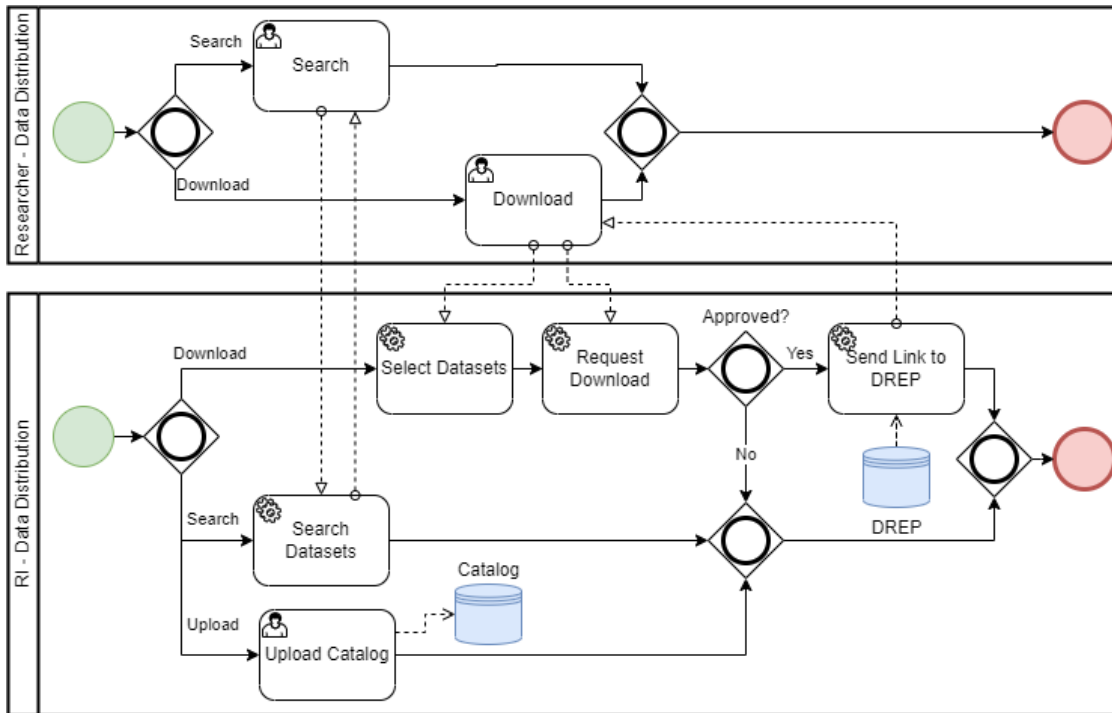 Researcher - Data Distribution
Search
Search
Download
Download
RI - Data Distribution
Approved?
Download
Select Datasets
Request
Download
Yes
Send Link to
DREP
No
Search
Search
Datasets
DREP
Catalog
Upload
Upload Catalog